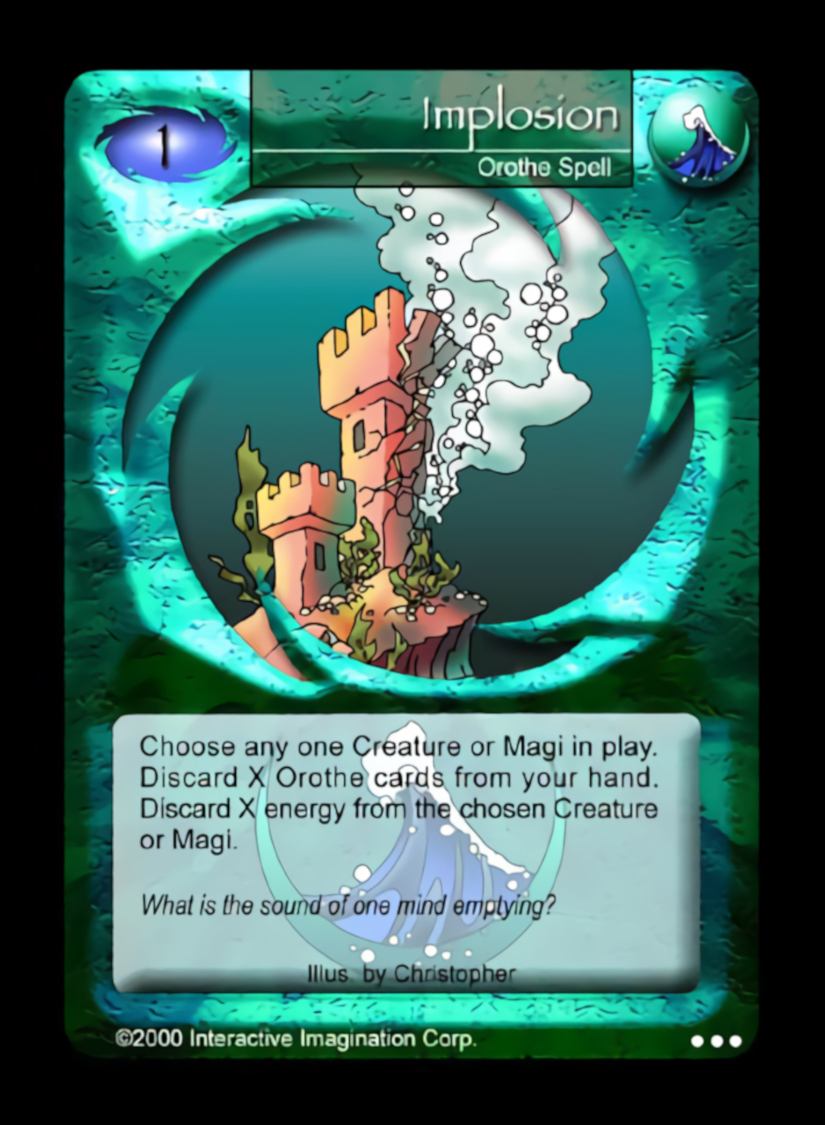 1
Implosion
Orothe Spell
Choose any one Creature or Magi in play.
Discard X Orothe cards from your hand.
Discard X energy from the chosen Creature
or Magi.
What is the sound of one mind emptying?
Illus. by Christopher
©2000 Interactive Imagination Corp.